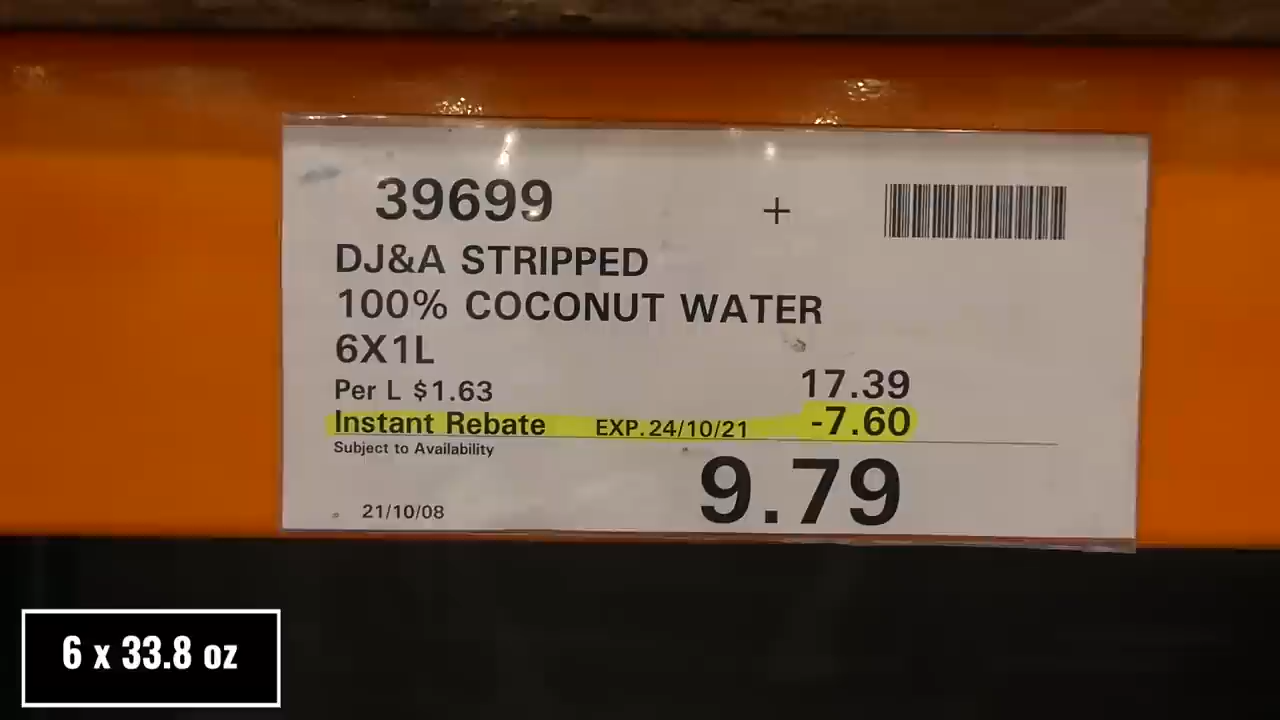 39699 +
DJ&A STRIPPED
100% COCONUT WATER
6X1L
Per L $1.63 17.39
Instant Rebate EXP.24/10/21 -7.60
Subject to Availability
9.79
21/10/08
6 x 33.8 oz